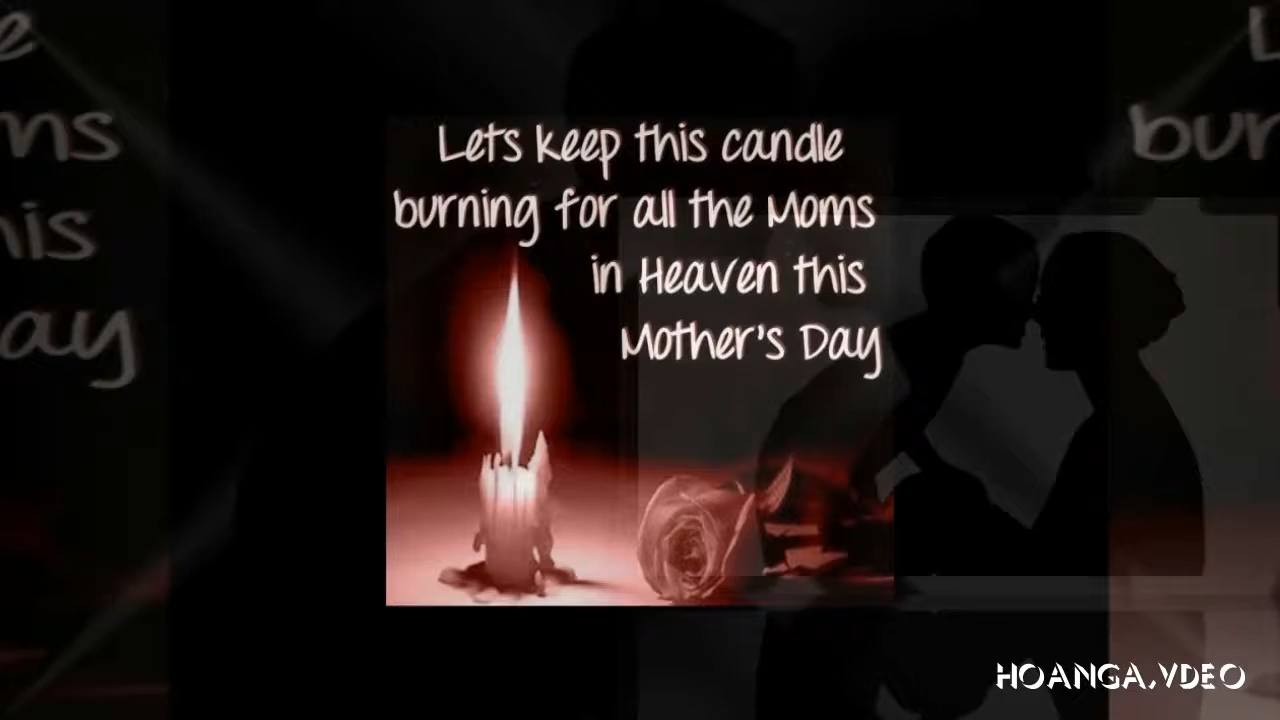 Lets keep this candle
burning for all the Moms
in Heaven this
Mother's Day
HOANGA.VDEO